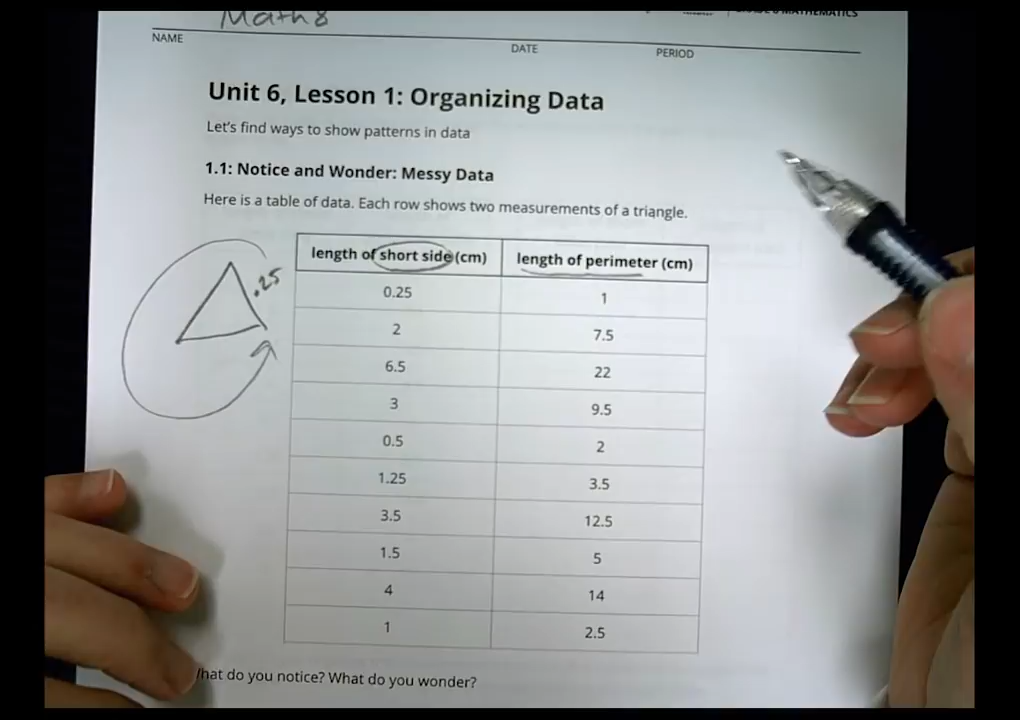 Math 8
MATHEMATICS
NAME DATE PERIOD
Unit 6, Lesson 1: Organizing Data
Let's find ways to show patterns in data
1.1: Notice and Wonder: Messy Data
Here is a table of data. Each row shows two measurements of a triangle.
length of short side (cm) length of perimeter (cm)
.25
0.25 1
2 7.5
6.5 22
3 9.5
0.5 2
1.25 3.5
3.5 12.5
1.5 5
4 14
1 2.5
hat do you notice? What do you wonder?